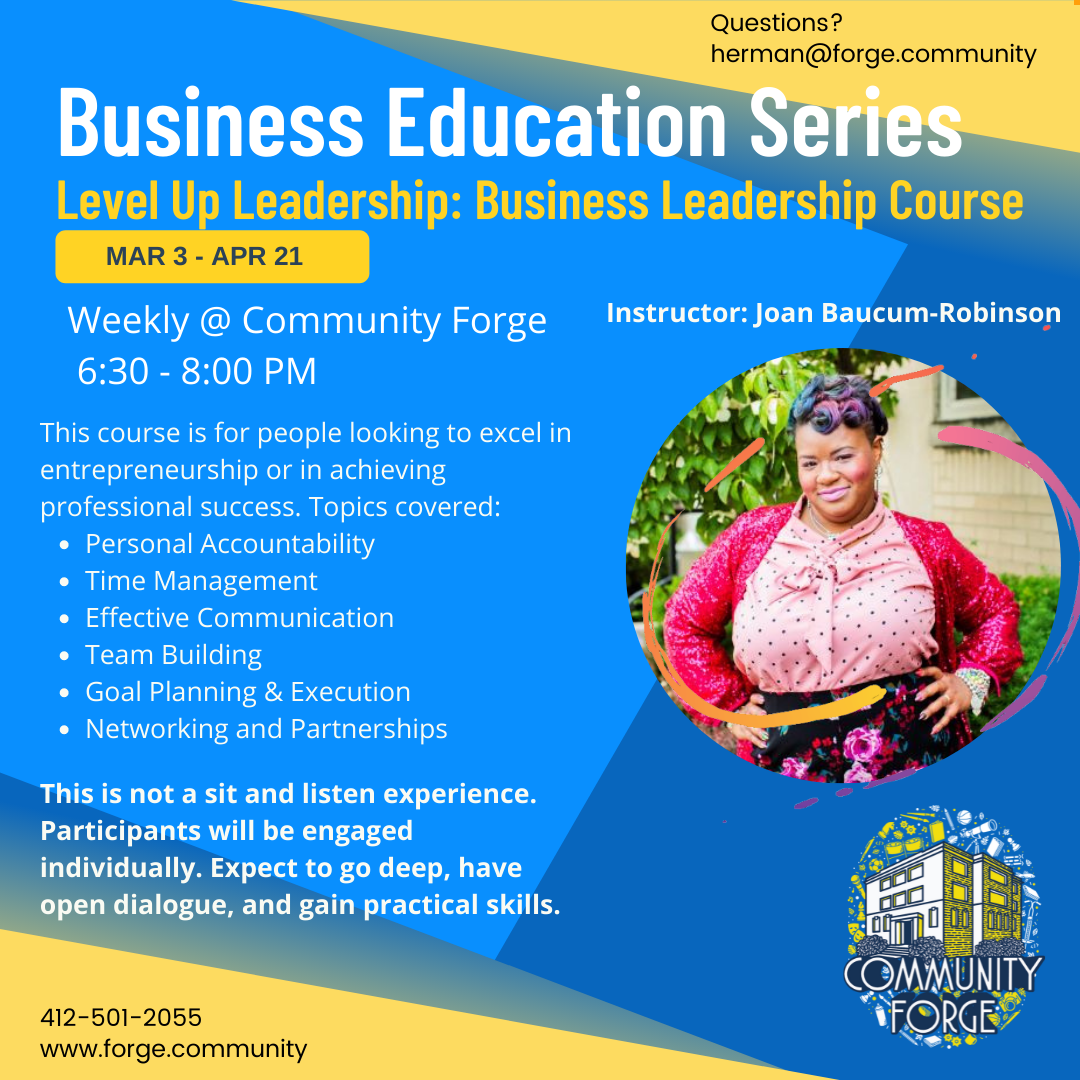 Questions?
herman@forge.community
Business Education Series
Level Up Leadership: Business Leadership Course
MAR 3 - APR 21
Weekly @ Community Forge
6:30 - 8:00 PM
Instructor: Joan Baucum-Robinson
This course is for people looking to excel in
entrepreneurship or in achieving
professional success. Topics covered:
• Personal Accountability
• Time Management
• Effective Communication
• Team Building
• Goal Planning & Execution
• Networking and Partnerships
This is not a sit and listen experience.
Participants will be engaged
individually. Expect to go deep, have
open dialogue, and gain practical skills.
COMMUNITY
FORGE
412-501-2055
www.forge.community